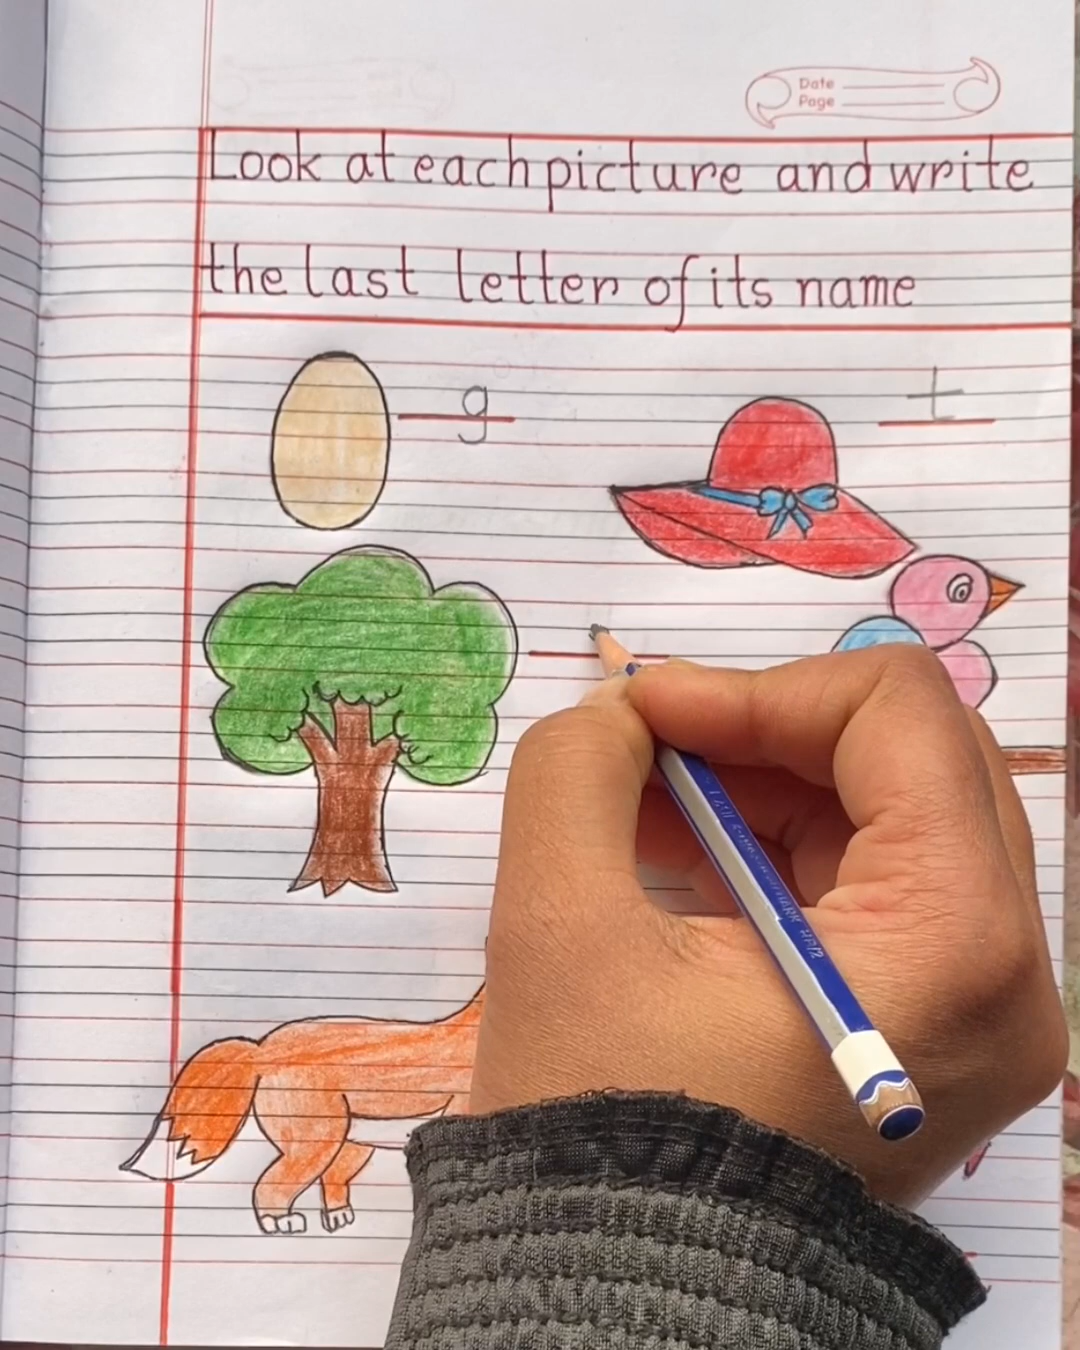 Date
Page
Look at each picture and write
the last letter of its name
g
t